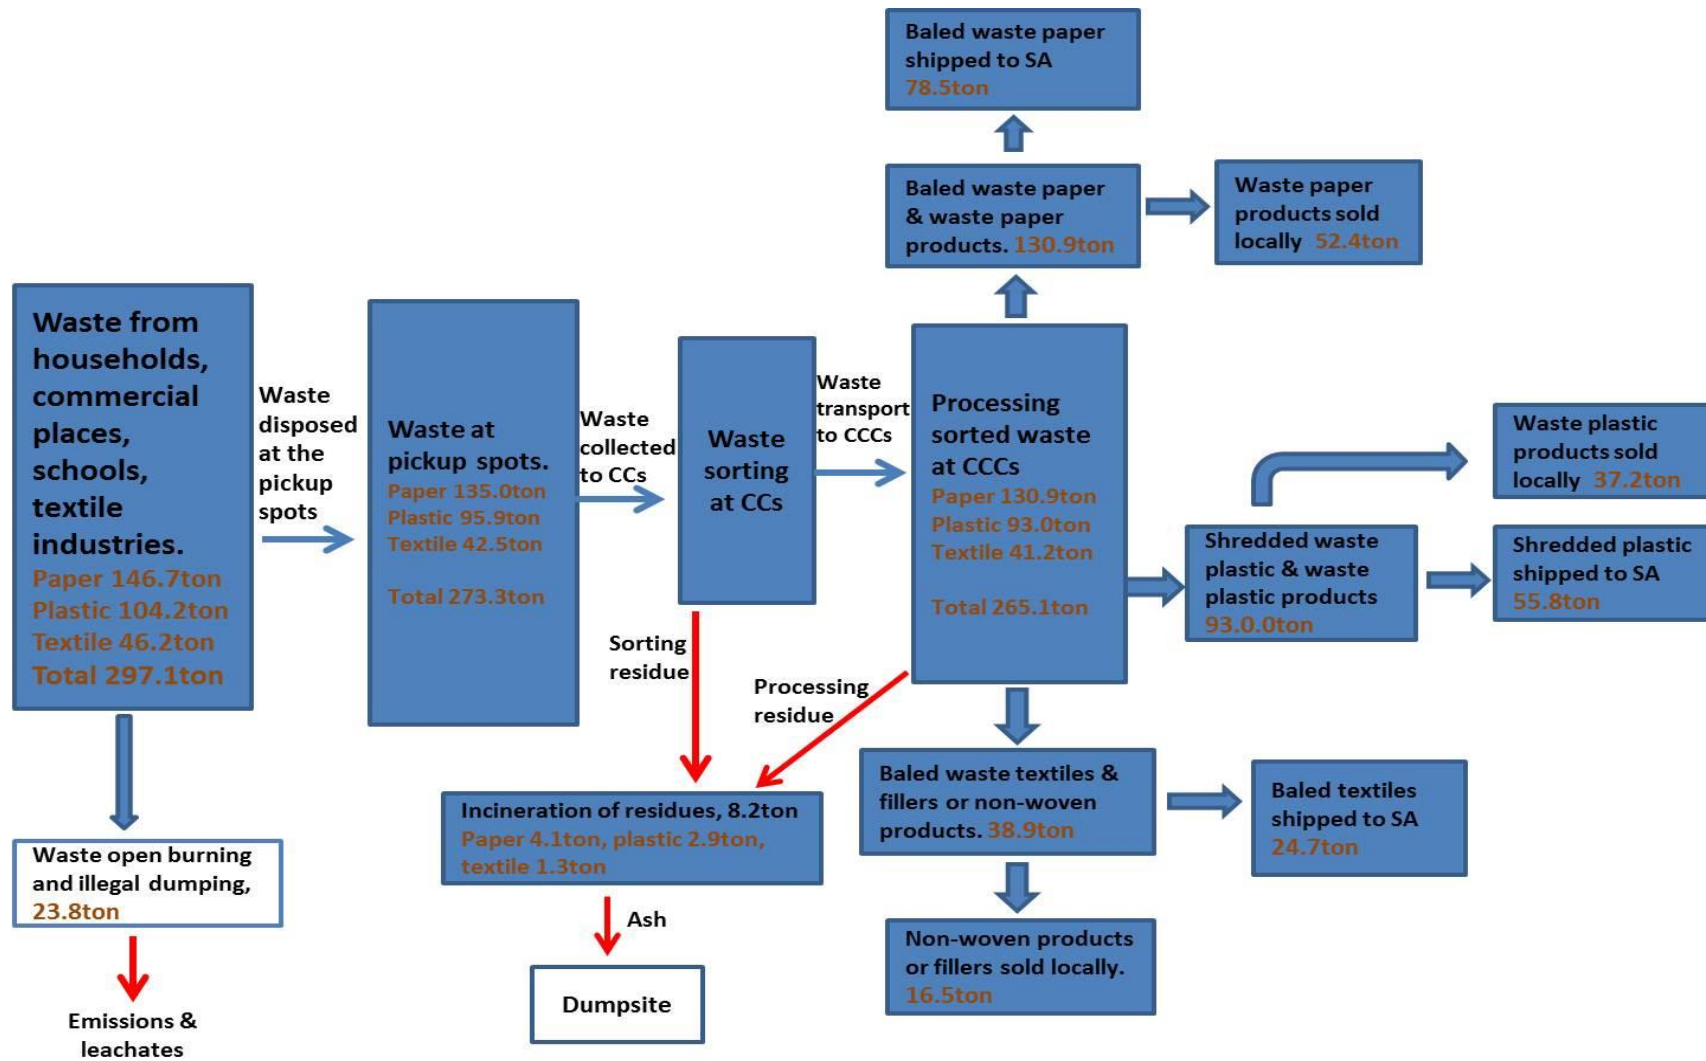 Baled waste paper
shipped to SA
78.5ton
Baled waste paper
& waste paper
products. 130.9ton
Waste paper
products sold
locally 52.4ton
Waste from
households,
commercial
places,
schools,
textile
industries.
Paper 146.7ton
Plastic 104.2ton
Textile 46.2ton
Total 297.1ton
Waste
disposed
at the
pickup
spots
Waste at
pickup spots.
Paper 135.0ton
Plastic 95.9ton
Textile 42.5ton
Total 273.3ton
Waste
collected
to CCs
Waste
sorting
at CCs
Waste
transport
to CCCs
Processing
sorted waste
at CCCs
Paper 130.9ton
Plastic 93.0ton
Textile 41.2ton
Total 265.1ton
Waste plastic
products sold
locally 37.2ton
Shredded waste
plastic & waste
plastic products
93.0.0ton
Shredded plastic
shipped to SA
55.8ton
Sorting
residue
Processing
residue
Baled waste textiles &
fillers or non-woven
products. 38.9ton
Baled textiles
shipped to SA
24.7ton
Incineration of residues, 8.2ton
Paper 4.1ton, plastic 2.9ton,
textile 1.3ton
Waste open burning
and illegal dumping,
23.8ton
Ash
Non-woven products
or fillers sold locally.
16.5ton
Dumpsite
Emissions &
leachates